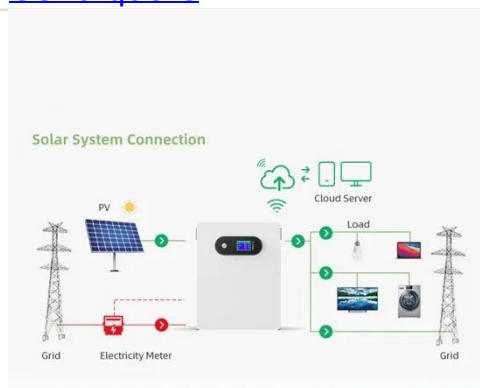 Solar System Connection
Cloud Server
PV
Load
Grid
Electricity Meter
Grid